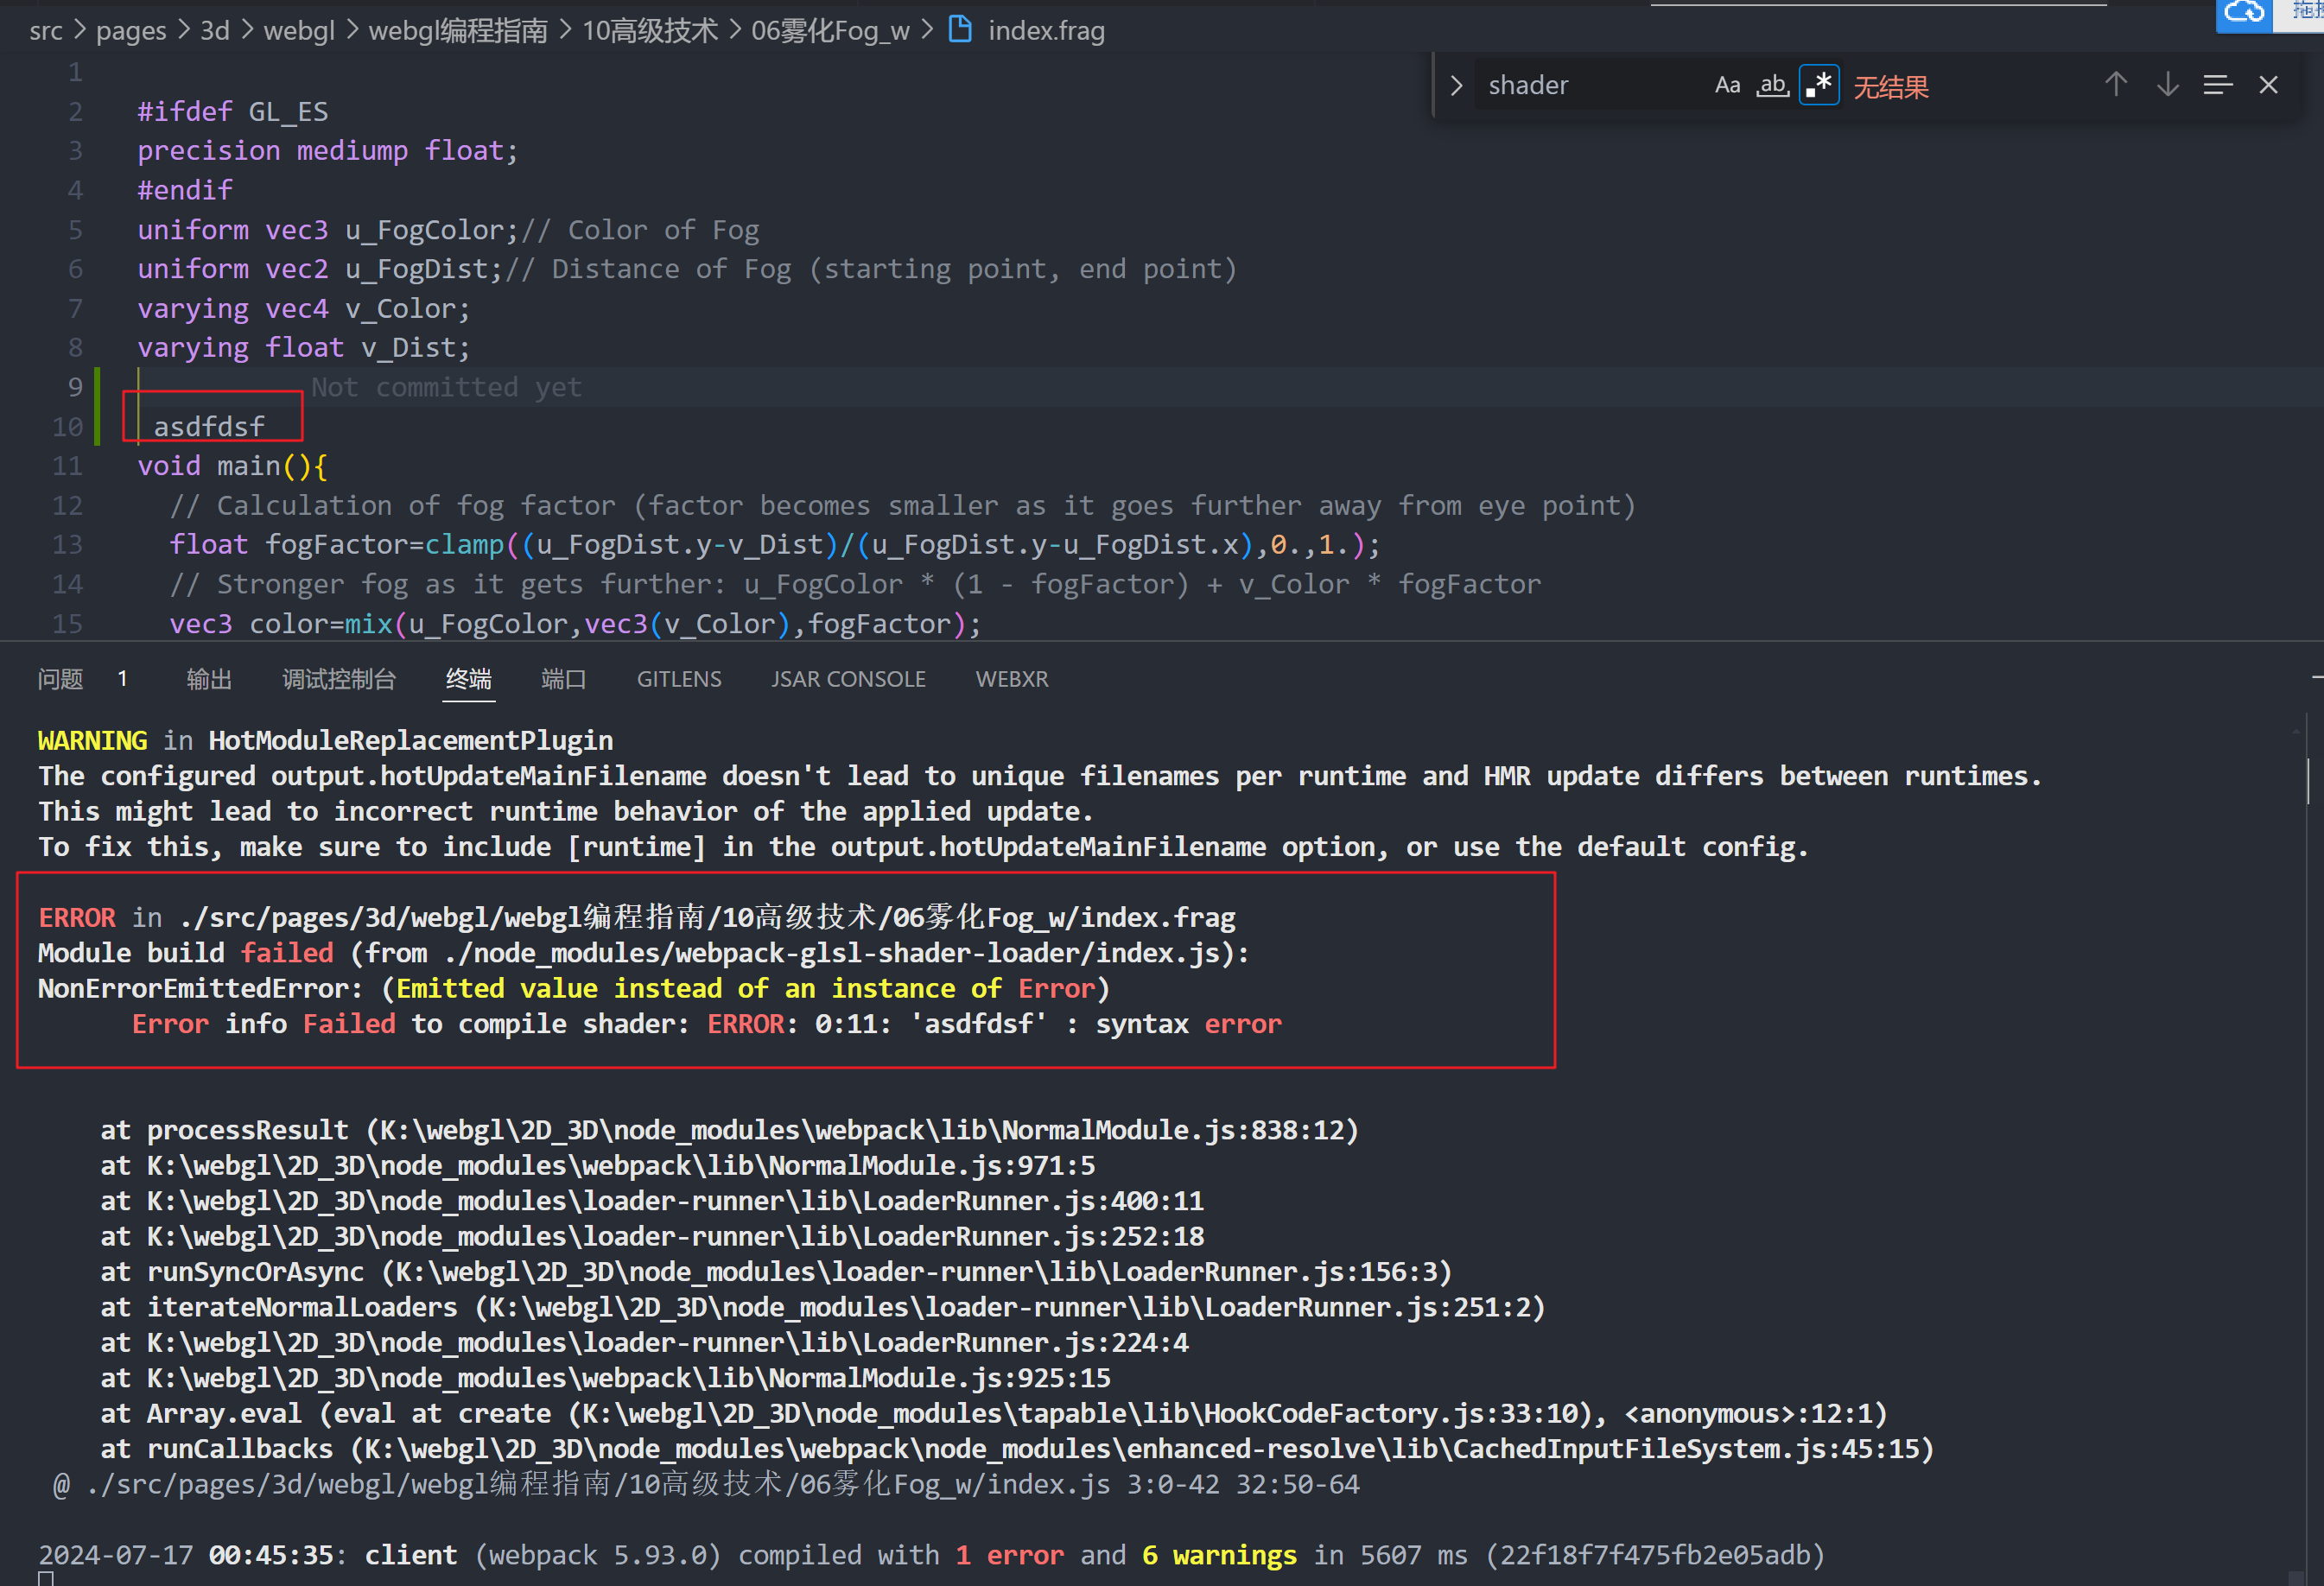 src > pages > 3d > webgl > webgl编程指南 > 10高级技术 > 06雾化Fog_w > index.frag
shader Aa ab .* 无结果
1
2 #ifdef GL_ES
3 precision mediump float;
4 #endif
5 uniform vec3 u_FogColor;// Color of Fog
6 uniform vec2 u_FogDist;// Distance of Fog (starting point, end point)
7 varying vec4 v_Color;
8 varying float v_Dist;
9 Not committed yet
10 asdfdsf
11 void main(){
12 // Calculation of fog factor (factor becomes smaller as it goes further away from eye point)
13 float fogFactor=clamp((u_FogDist.y-v_Dist)/(u_FogDist.y-u_FogDist.x),0.,1.);
14 // Stronger fog as it gets further: u_FogColor * (1 - fogFactor) + v_Color * fogFactor
15 vec3 color=mix(u_FogColor,vec3(v_Color),fogFactor);
问题 1 输出 调试控制台 终端 端口 GITLENS JSAR CONSOLE WEBXR
WARNING in HotModuleReplacementPlugin
The configured output.hotUpdateMainFilename doesn't lead to unique filenames per runtime and HMR update differs between runtimes.
This might lead to incorrect runtime behavior of the applied update.
To fix this, make sure to include [runtime] in the output.hotUpdateMainFilename option, or use the default config.
ERROR in ./src/pages/3d/webgl/webgl编程指南/10高级技术/06雾化Fog_w/index.frag
Module build failed (from ./node_modules/webpack-glsl-shader-loader/index.js):
NonErrorEmittedError: (Emitted value instead of an instance of Error)
Error info Failed to compile shader: ERROR: 0:11: 'asdfdsf' : syntax error
at processResult (K:\webgl\2D_3D\node_modules\webpack\lib\NormalModule.js:838:12)
at K:\webgl\2D_3D\node_modules\webpack\lib\NormalModule.js:971:5
at K:\webgl\2D_3D\node_modules\loader-runner\lib\LoaderRunner.js:400:11
at K:\webgl\2D_3D\node_modules\loader-runner\lib\LoaderRunner.js:252:18
at runSyncOrAsync (K:\webgl\2D_3D\node_modules\loader-runner\lib\LoaderRunner.js:156:3)
at iterateNormalLoaders (K:\webgl\2D_3D\node_modules\loader-runner\lib\LoaderRunner.js:251:2)
at K:\webgl\2D_3D\node_modules\loader-runner\lib\LoaderRunner.js:224:4
at K:\webgl\2D_3D\node_modules\webpack\lib\NormalModule.js:925:15
at Array.eval (eval at create (K:\webgl\2D_3D\node_modules\tapable\lib\HookCodeFactory.js:33:10), <anonymous>:12:1)
at runCallbacks (K:\webgl\2D_3D\node_modules\webpack\node_modules\enhanced-resolve\lib\CachedInputFileSystem.js:45:15)
@ ./src/pages/3d/webgl/webgl编程指南/10高级技术/06雾化Fog_w/index.js 3:0-42 32:50-64
2024-07-17 00:45:35: client (webpack 5.93.0) compiled with 1 error and 6 warnings in 5607 ms (22f18f7f475fb2e05adb)